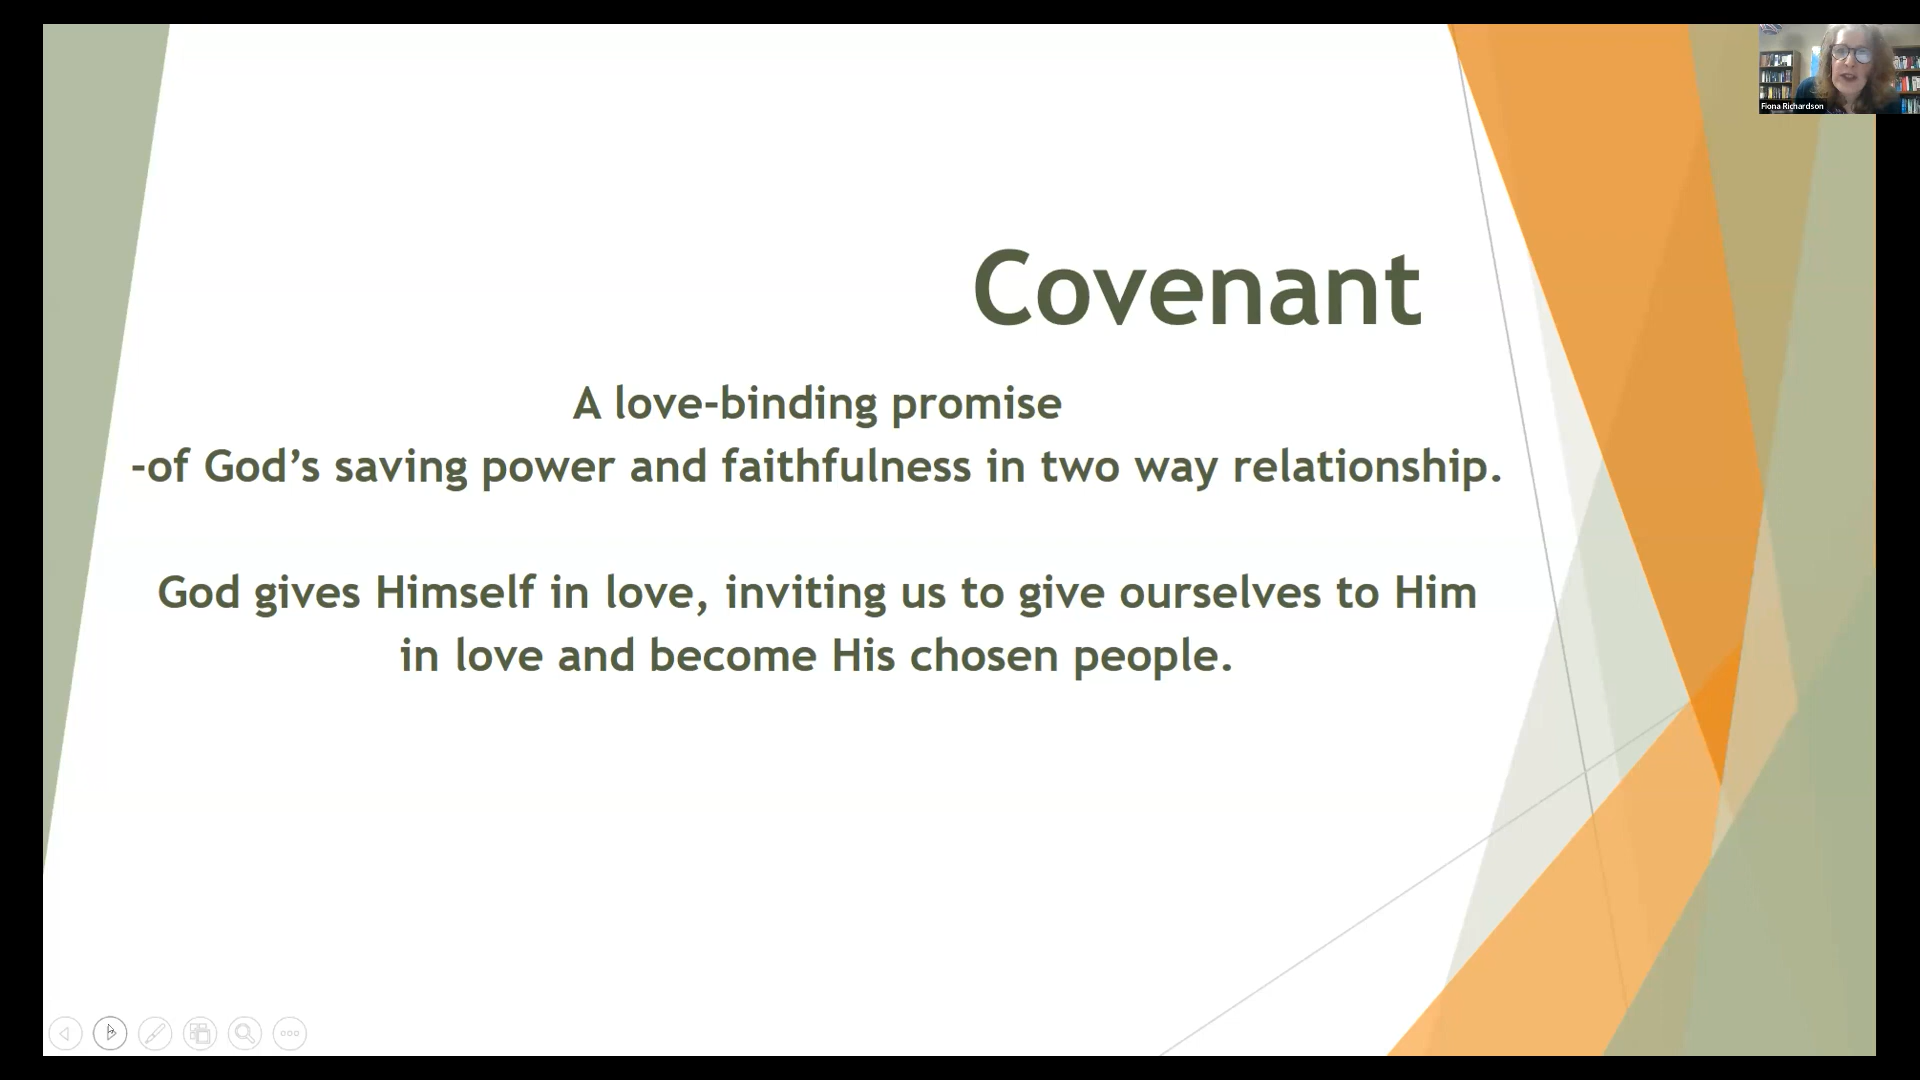 Fiona Richardson
Covenant
A love-binding promise
-of God’s saving power and faithfulness in two way relationship.
God gives Himself in love, inviting us to give ourselves to Him
in love and become His chosen people.